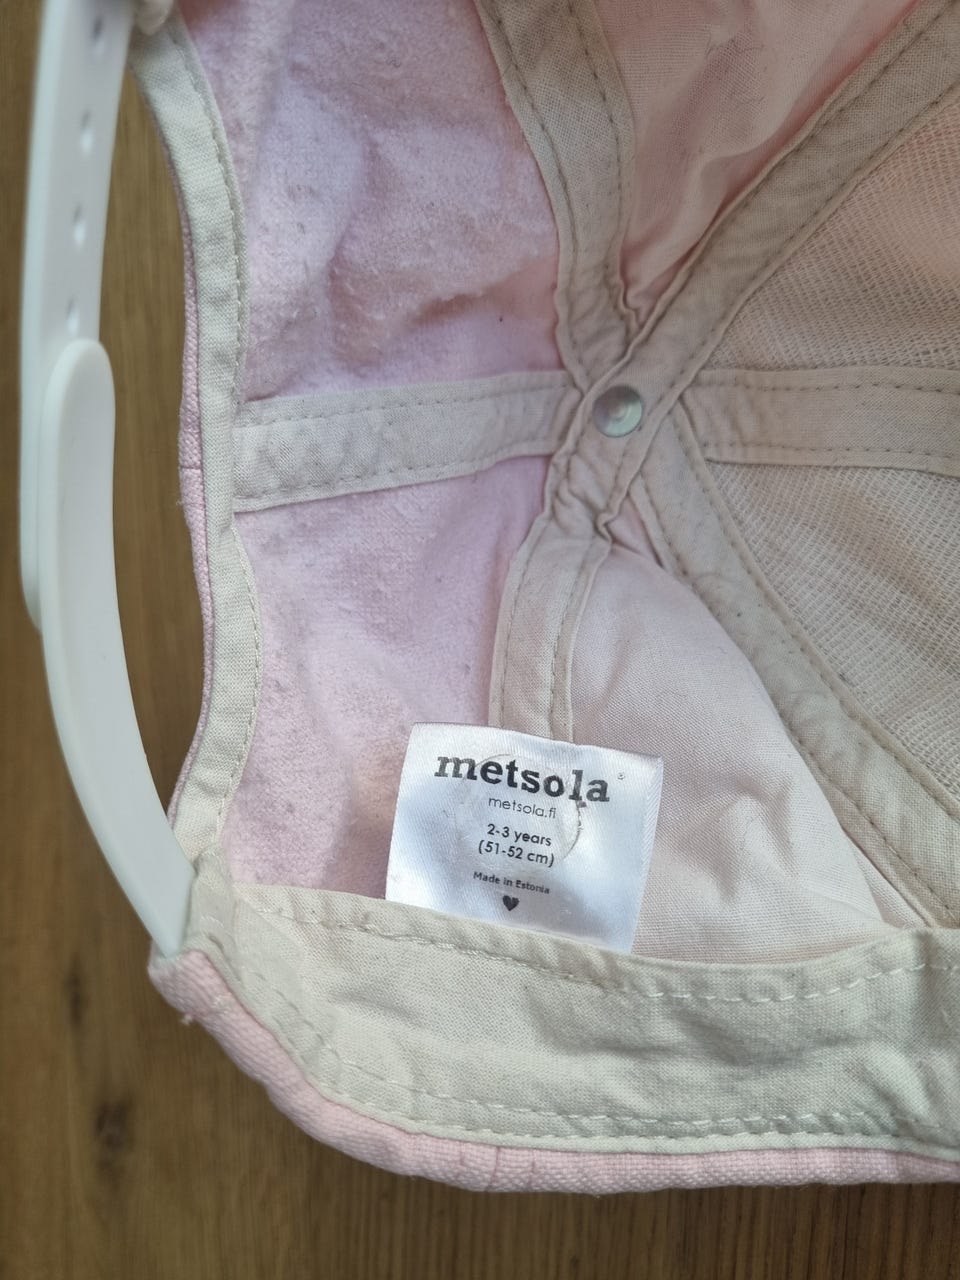 metsola®
metsola.fi
2-3 years
(51-52 cm)
Made in Estonia